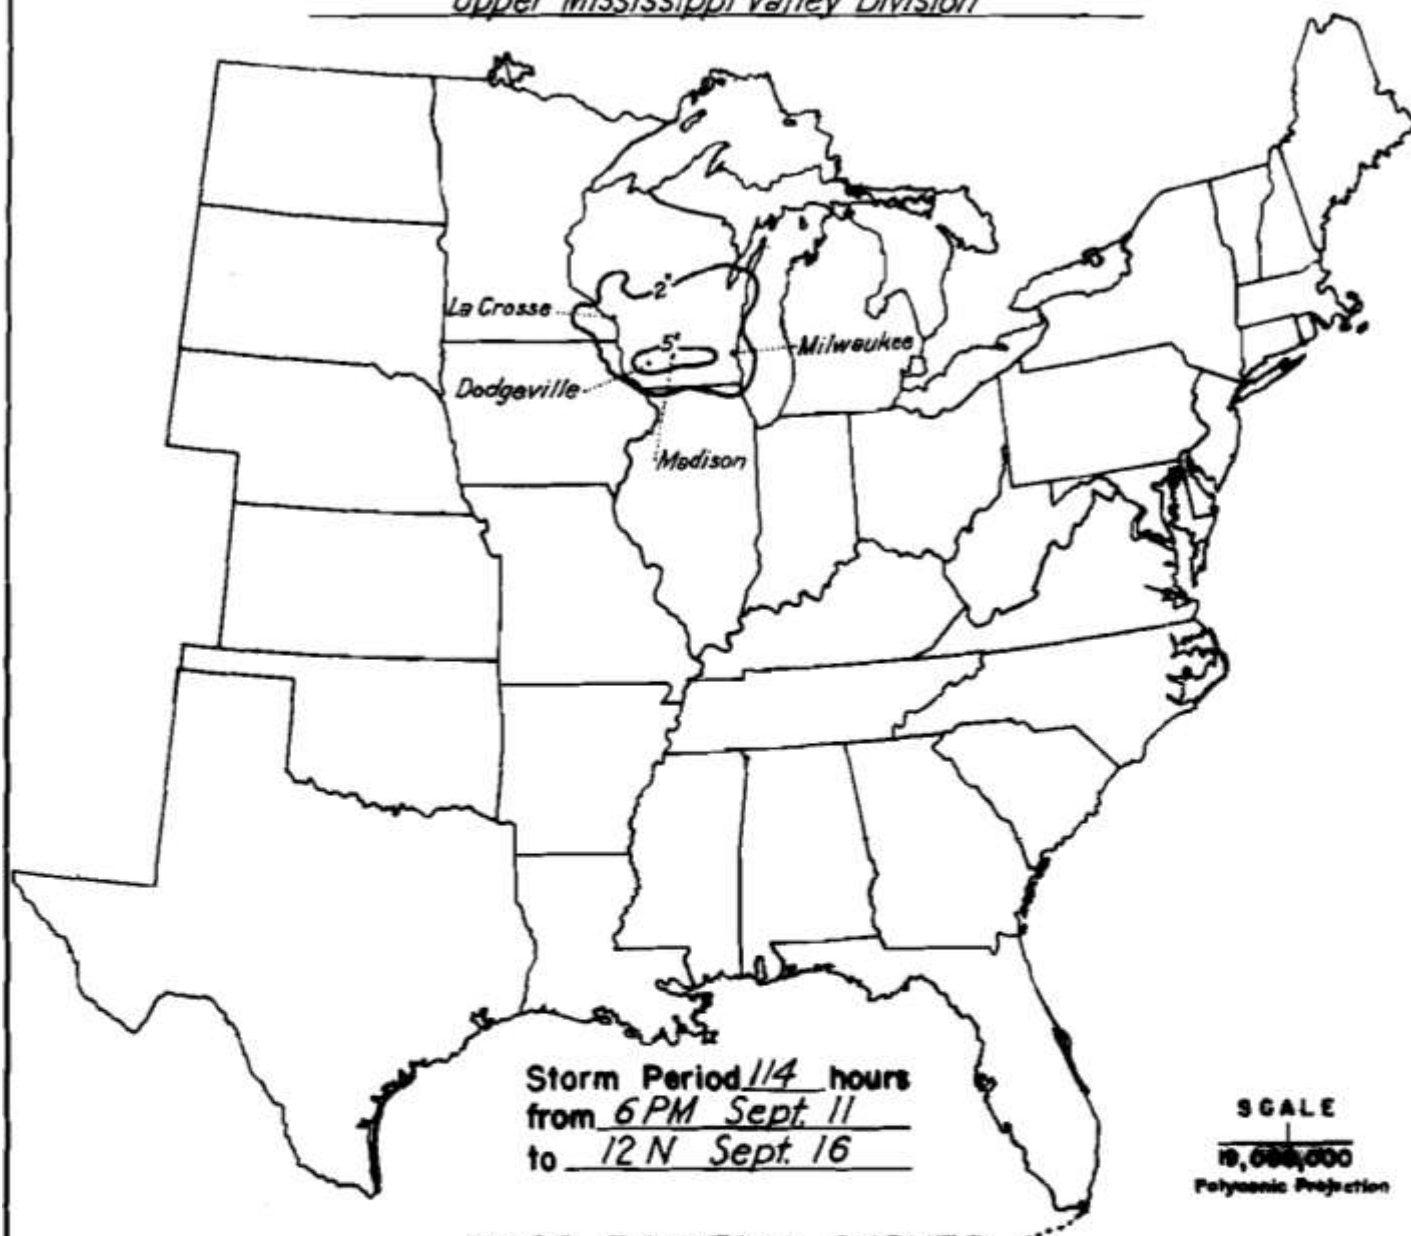 Upper Mississippi Valley Division
2"
La Crosse
5"
Milwaukee
Dodgeville
Madison
Storm Period 114 hours
from 6 PM Sept. 11
to 12 N Sept. 16
SCALE
Polyconic Projection